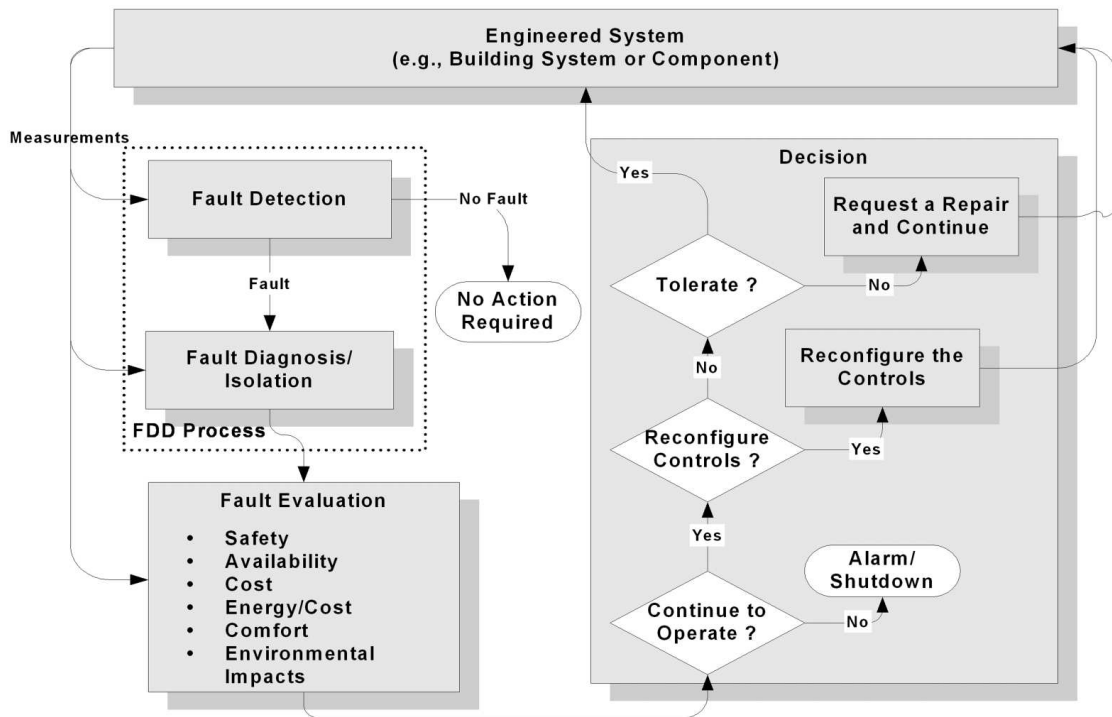 Engineered System
(e.g., Building System or Component)
Measurements
Fault Detection
No Fault
Fault
No Action
Required
Fault Diagnosis/
Isolation
FDD Process
Fault Evaluation
• Safety
• Availability
• Cost
• Energy/Cost
• Comfort
• Environmental
Impacts
Decision
Yes
Request a Repair
and Continue
Tolerate ?
No
No
Reconfigure the
Controls
Reconfigure
Controls ?
Yes
Yes
Alarm/
Shutdown
Continue to
Operate ?
No